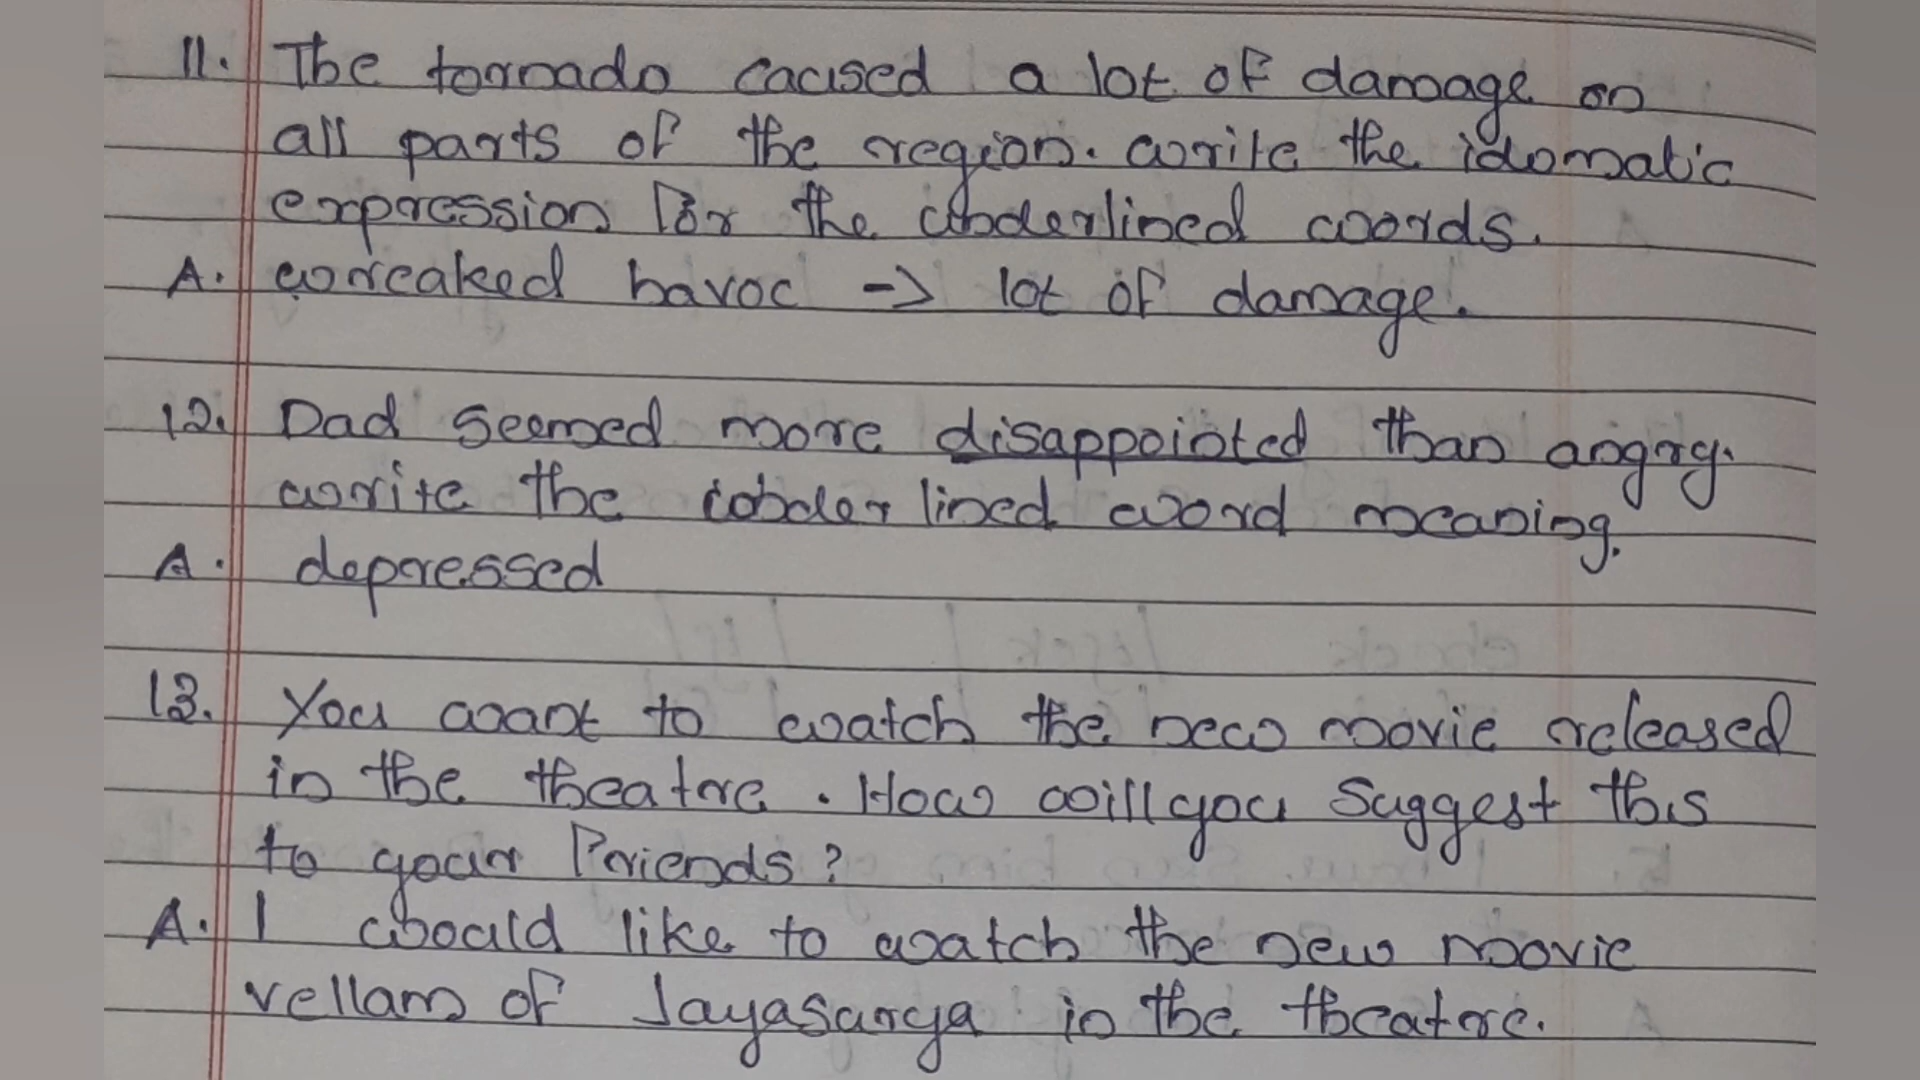 11. The tornado caused a lot of damage on
all parts of the region. write the idomatic
expression for the underlined words.
A. wreaked havoc -> lot of damage.
12. Dad seemed more disappointed than angry.
write the underlined word meaning.
A. depressed
13. You want to watch the new movie released
in the theatre. How will you suggest this
to your friends?
A. I would like to watch the new movie
vellam of Jayasurya in the theatre.